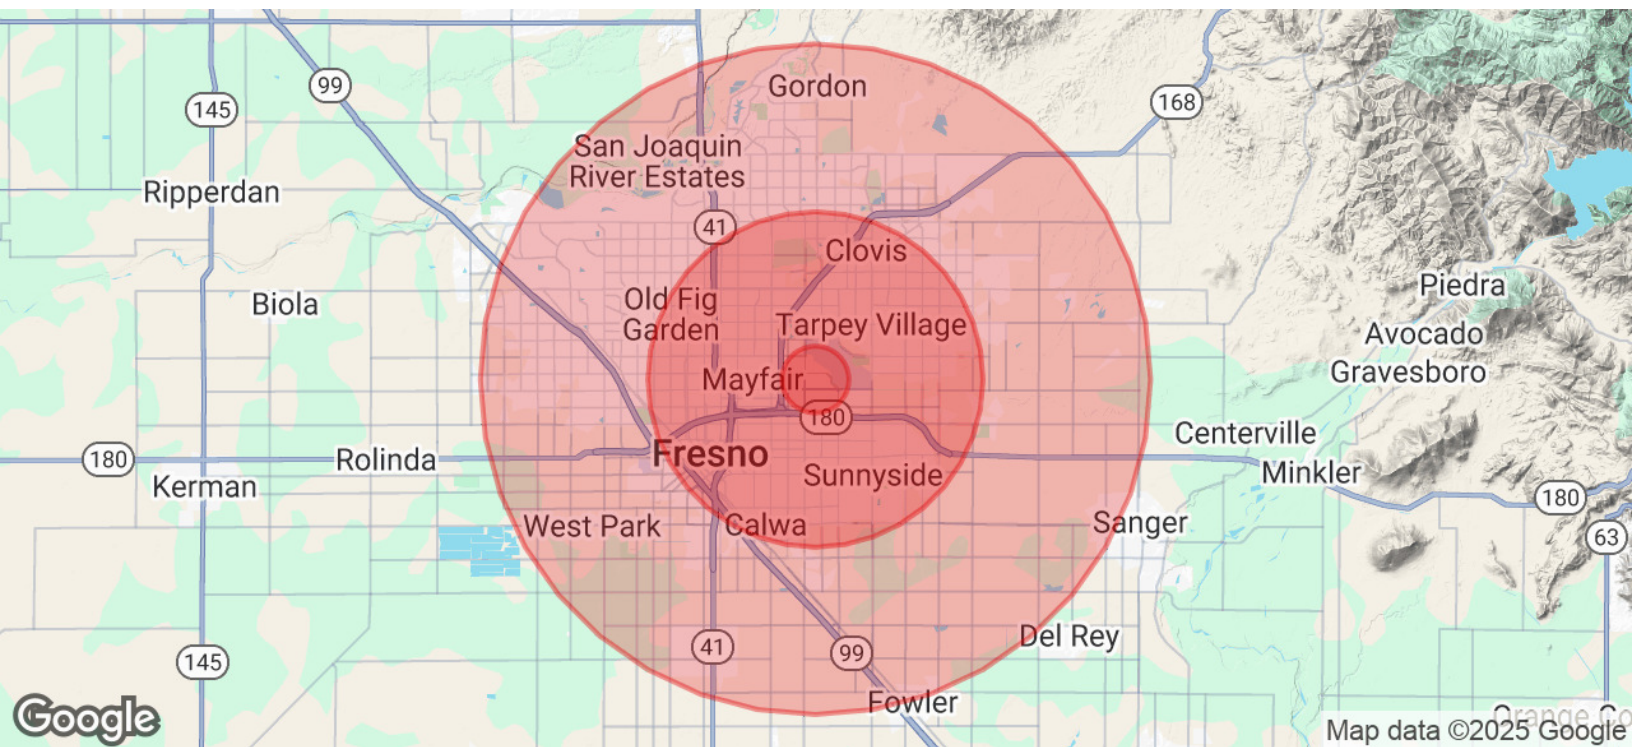 Gordon
99
168
145
San Joaquin
River Estates
Ripperdan
41
Clovis
Piedra
Biola
Old Fig
Garden
Tarpey Village
Avocado
Gravesboro
Mayfair
180
Centerville
Fresno
180
Rolinda
Minkler
Kerman
Sunnyside
180
West Park
Calwa
Sanger
63
Del Rey
41
99
145
Fowler
Google
Map data ©2025 Google